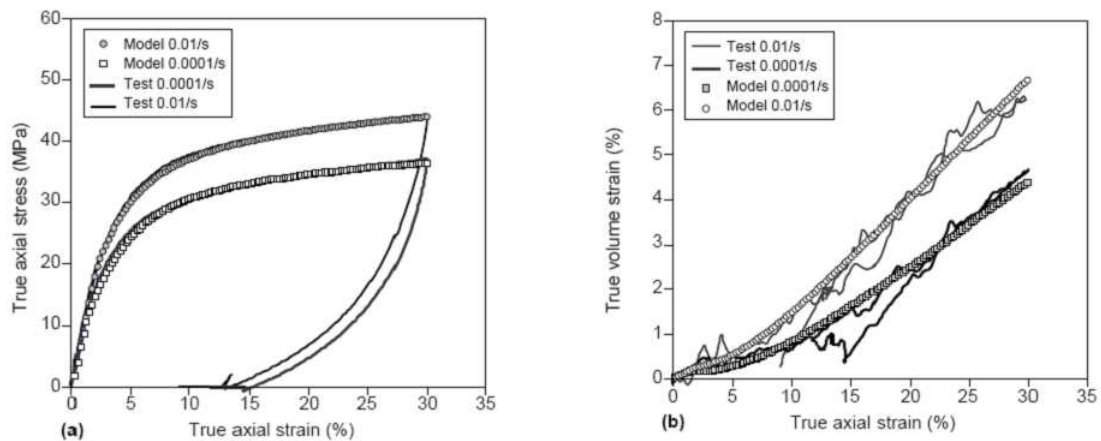 60
50
40
30
20
10
0
Model 0.01/s
Model 0.0001/s
Test 0.0001/s
Test 0.01/s
True axial stress (MPa)
0 5 10 15 20 25 30 35
(a) True axial strain (%)
8
7
6
5
4
3
2
1
0
Test 0.01/s
Test 0.0001/s
Model 0.0001/s
Model 0.01/s
True volume strain (%)
0 5 10 15 20 25 30 35
(b) True axial strain (%)